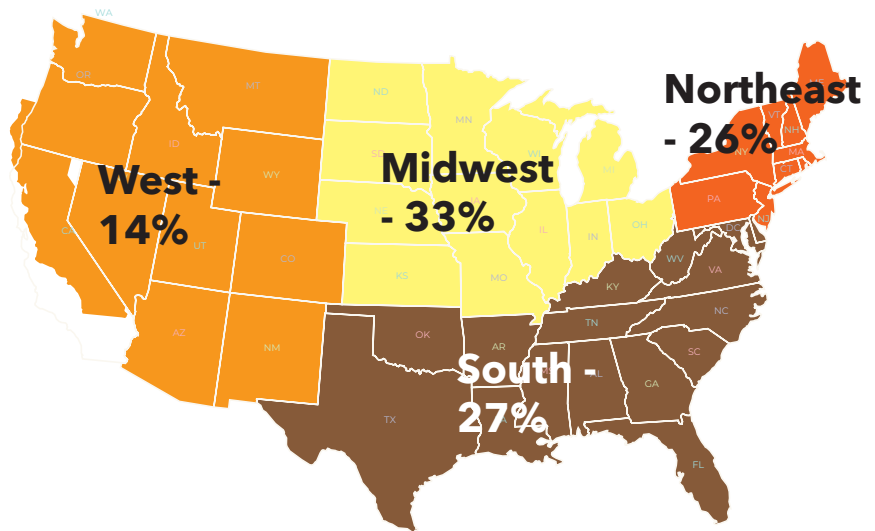 WA
OR
MT
ID
WY
UT
CO
AZ
NM
ND
MN
WI
MI
IL
IN
OH
KS
MO
ME
VT
NH
NY
MA
CT
PA
NJ
DC
WV
VA
KY
NC
TN
SC
OK
AR
GA
TX
FL
West -
14%
Midwest
- 33%
Northeast
- 26%
South -
27%